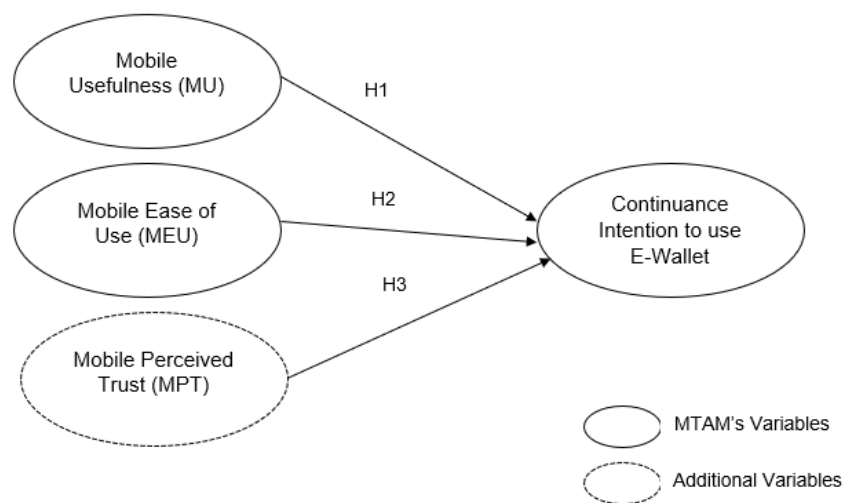 Mobile
Usefulness (MU)
H1
Mobile Ease of
Use (MEU)
H2
Continuance
Intention to use
E-Wallet
H3
Mobile Perceived
Trust (MPT)
MTAM's Variables
Additional Variables